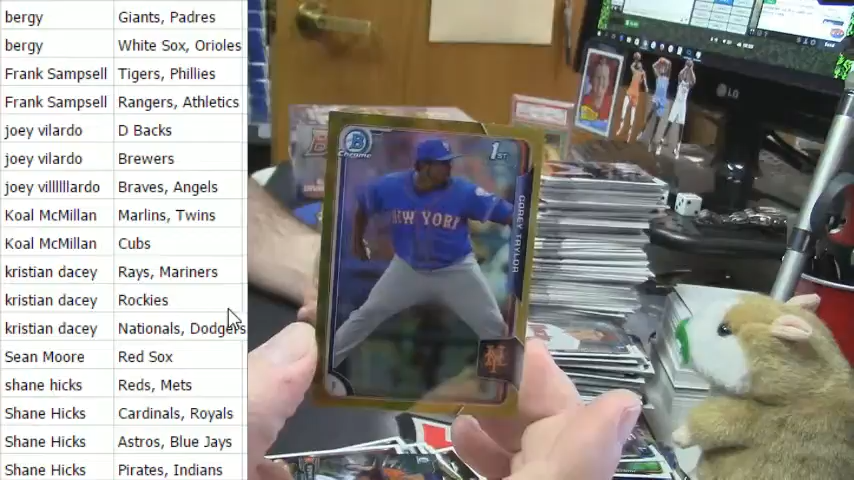 bergy Giants, Padres
bergy White Sox, Orioles
Frank Sampsell Tigers, Phillies
Frank Sampsell Rangers, Athletics
joey vilardo D Backs
joey vilardo Brewers
joey villllllardo Braves, Angels
Koal McMillan Marlins, Twins
Koal McMillan Cubs
kristian dacey Rays, Mariners
kristian dacey Rockies
kristian dacey Nationals, Dodgers
Sean Moore Red Sox
shane hicks Reds, Mets
Shane Hicks Cardinals, Royals
Shane Hicks Astros, Blue Jays
Shane Hicks Pirates, Indians
B
Chrome
1ST
NEW YORK
COREY TAYLOR
NY
P
LG